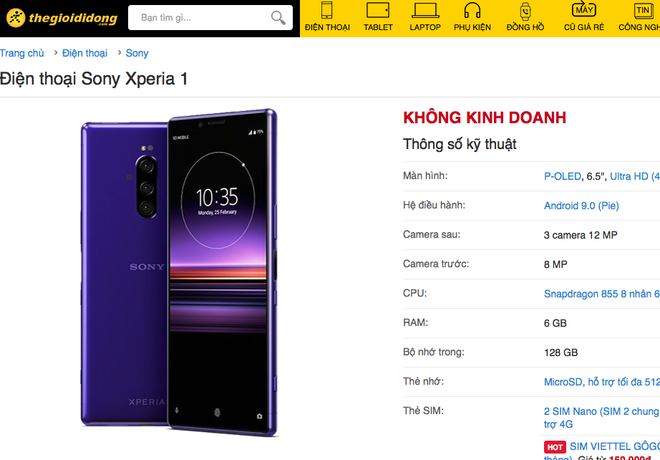 thegioididong
.com
Bạn tìm gì...
ĐIỆN THOẠI
TABLET
LAPTOP
PHỤ KIỆN
ĐỒNG HỒ
MÁY
CŨ GIÁ RẺ
TIN
CÔNG NGH
Trang chủ › Điện thoại › Sony
Điện thoại Sony Xperia 1
10:35
Monday, 25 February
SONY
XPERIA
KHÔNG KINH DOANH
Thông số kỹ thuật
Màn hình: P-OLED, 6.5", Ultra HD (4
Hệ điều hành: Android 9.0 (Pie)
Camera sau: 3 camera 12 MP
Camera trước: 8 MP
CPU: Snapdragon 855 8 nhân 6
RAM: 6 GB
Bộ nhớ trong: 128 GB
Thẻ nhớ: MicroSD, hỗ trợ tối đa 512
Thẻ SIM: 2 SIM Nano (SIM 2 chung
trợ 4G
HOT SIM VIETTEL GÔGC
tháng). Giá từ 150.000đ